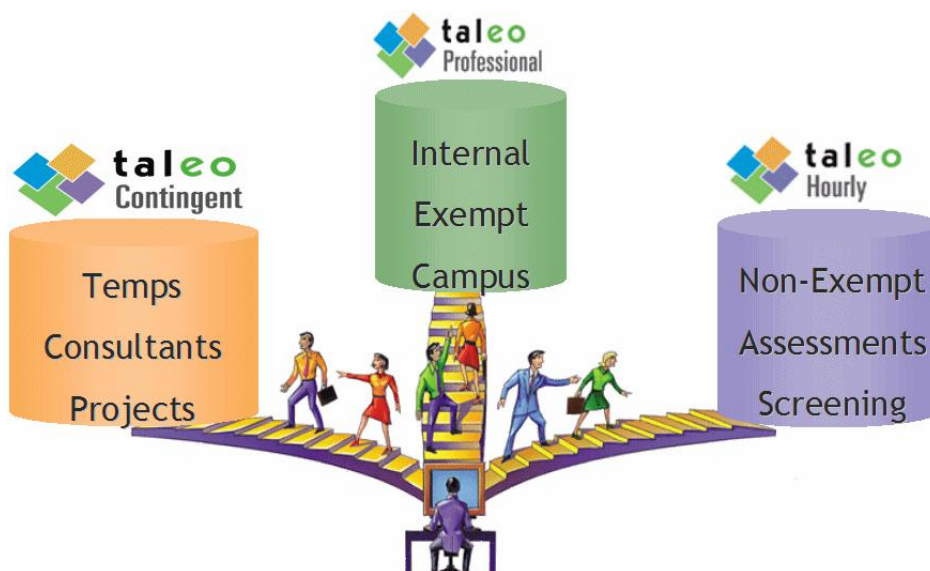 taleo
Professional
Internal
Exempt
Campus
taleo
Contingent
Temps
Consultants
Projects
taleo
Hourly
Non-Exempt
Assessments
Screening